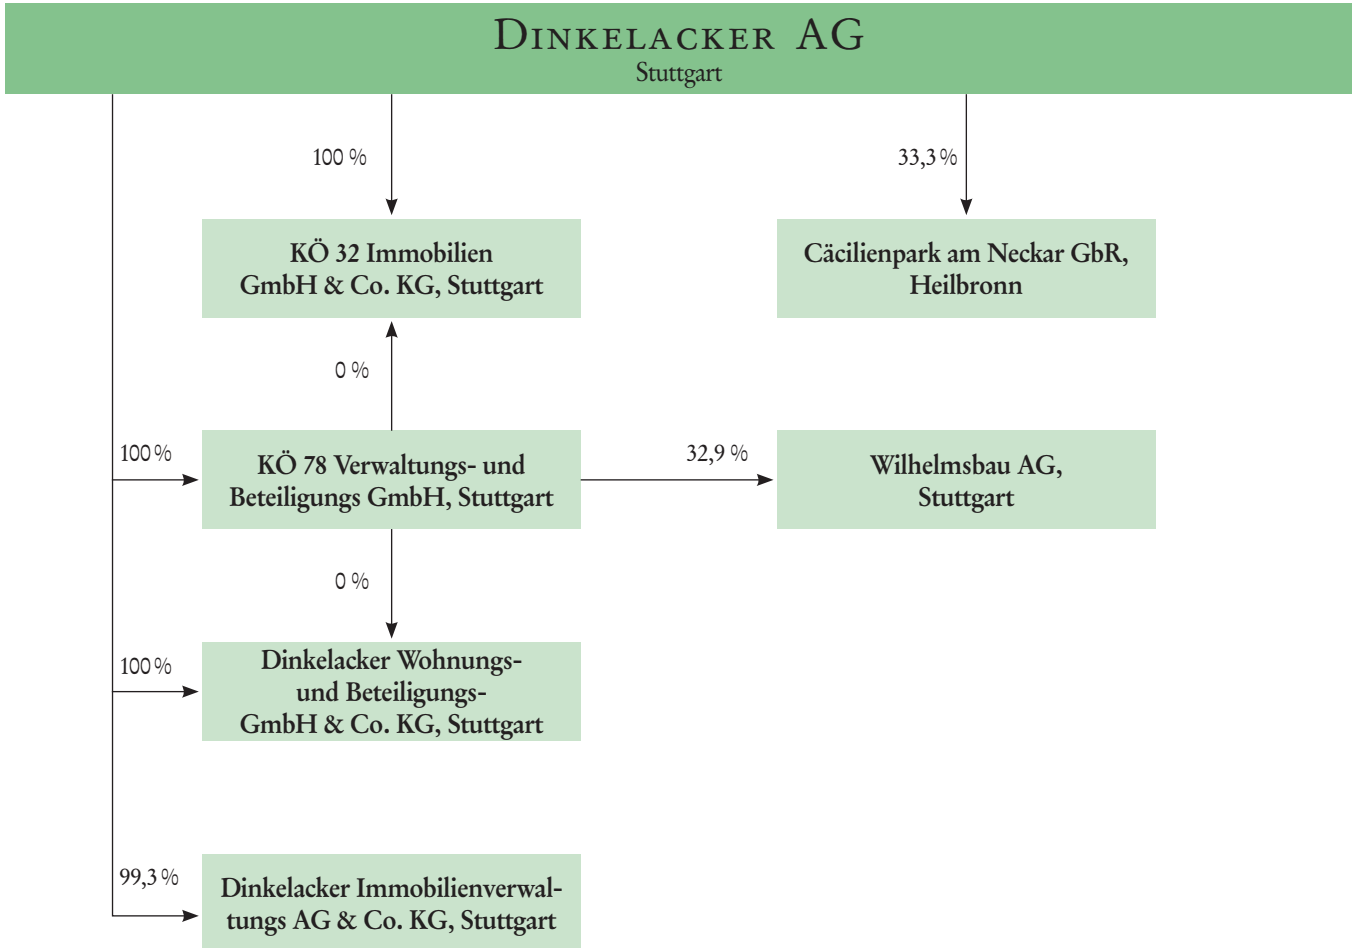 DINKELACKER AG
Stuttgart
100 %
33,3 %
KÖ 32 Immobilien
GmbH & Co. KG, Stuttgart
Cäcilienpark am Neckar GbR,
Heilbronn
0 %
100 %
KÖ 78 Verwaltungs- und
Beteiligungs GmbH, Stuttgart
32,9 %
Wilhelmsbau AG,
Stuttgart
0 %
100 %
Dinkelacker Wohnungs-
und Beteiligungs-
GmbH & Co. KG, Stuttgart
99,3 %
Dinkelacker Immobilienverwal-
tungs AG & Co. KG, Stuttgart